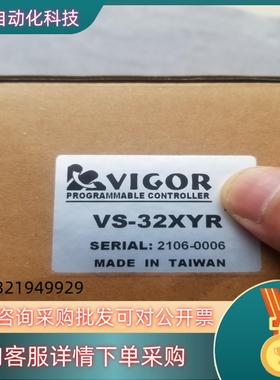 自动化科技
VIGOR
PROGRAMMABLE CONTROLLER
VS-32XYR
SERIAL: 2106-0006
MADE IN TAIWAN
821949929
咨询采购批发可对公开票
客服详情下单采购